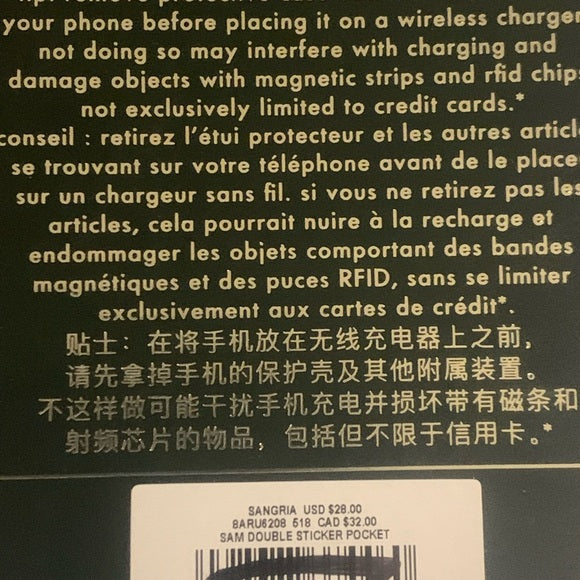 your phone before placing it on a wireless charger
not doing so may interfere with charging and
damage objects with magnetic strips and rfid chips
not exclusively limited to credit cards.*
conseil : retirez l'étui protecteur et les autres
se trouvant sur votre téléphone avant de le
sur un chargeur sans fil. si vous ne retirez pas les
articles, cela pourrait nuire à la recharge et
endommager les objets comportant des bandes
magnétiques et des puces RFID, sans se limiter
exclusivement aux cartes de crédit*.
贴士：在将手机放在无线充电器上之前，
请先拿掉手机的保护壳及其他附属装置。
不这样做可能干扰手机充电并损坏带有磁条和
射频芯片的物品，包括但不限于信用卡。*
SANGRIA USD $28.00
8ARU6208 518 CAD $32.00
SAM DOUBLE STICKER POCKET